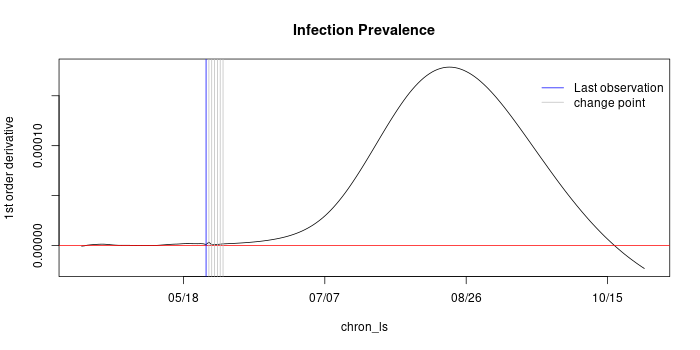 Infection Prevalence
1st order derivative
0.00010
0.00000
Last observation
change point
05/18
07/07
08/26
10/15
chron_ls